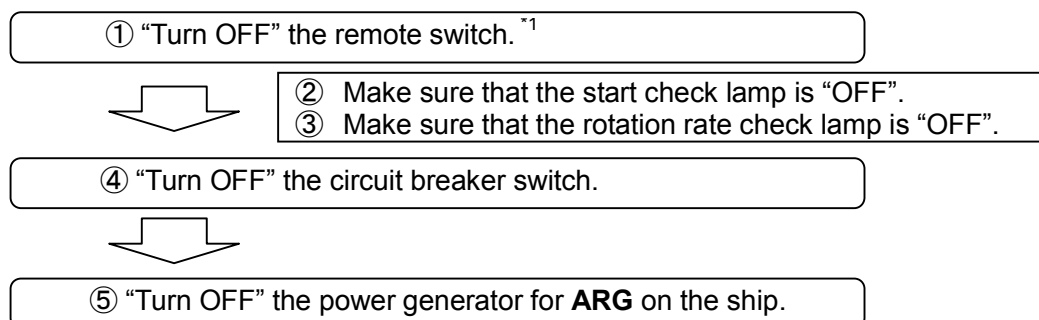 ① “Turn OFF” the remote switch. *1
② Make sure that the start check lamp is “OFF”.
③ Make sure that the rotation rate check lamp is “OFF”.
④ “Turn OFF” the circuit breaker switch.
⑤ “Turn OFF” the power generator for ARG on the ship.